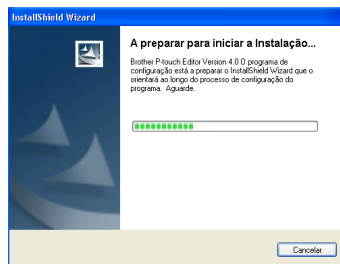 InstallShield Wizard
A preparar para iniciar a Instalação...
Brother P-touch Editor Version 4.0 O programa de
configuração está a preparar o InstallShield Wizard que o
orientará ao longo do processo de configuração do
programa. Aguarde.
Cancelar